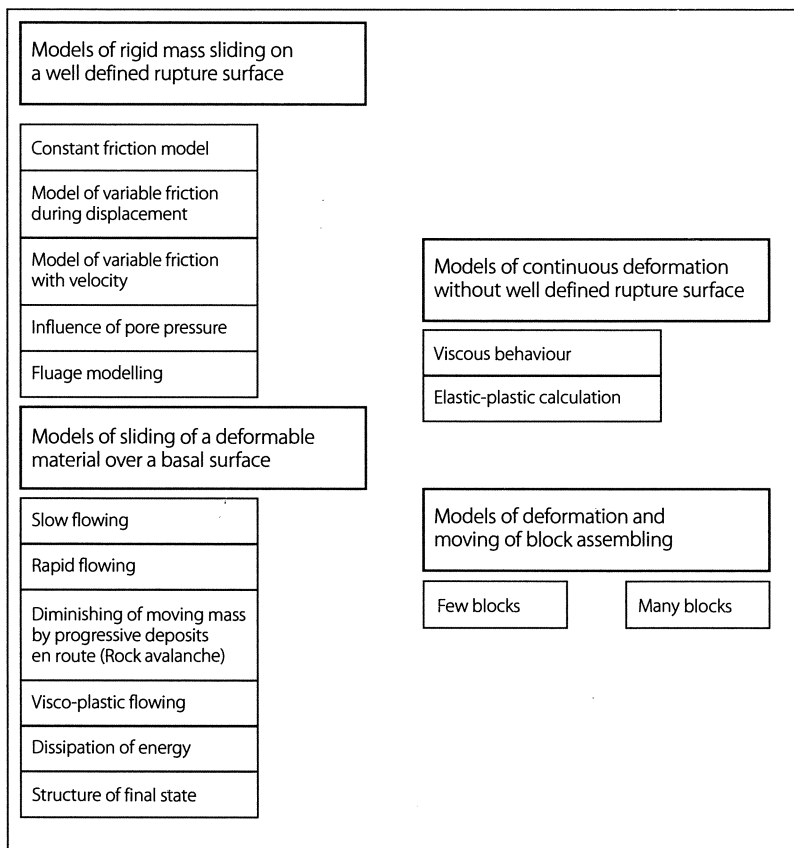 Models of rigid mass sliding on
a well defined rupture surface
Constant friction model
Model of variable friction
during displacement
Model of variable friction
with velocity
Influence of pore pressure
Fluage modelling
Models of sliding of a deformable
material over a basal surface
Slow flowing
Rapid flowing
Diminishing of moving mass
by progressive deposits
en route (Rock avalanche)
Visco-plastic flowing
Dissipation of energy
Structure of final state
Models of continuous deformation
without well defined rupture surface
Viscous behaviour
Elastic-plastic calculation
Models of deformation and
moving of block assembling
Few blocks
Many blocks